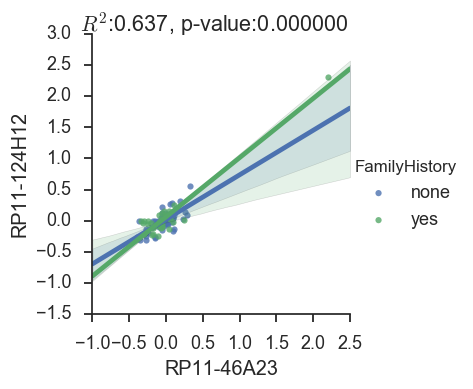 R²:0.637, p-value:0.000000
3.0
2.5
2.0
1.5
1.0
0.5
0.0
−0.5
−1.0
−1.5
RP11-124H12
−1.0−0.5 0.0 0.5 1.0 1.5 2.0 2.5
RP11-46A23
FamilyHistory
none
yes